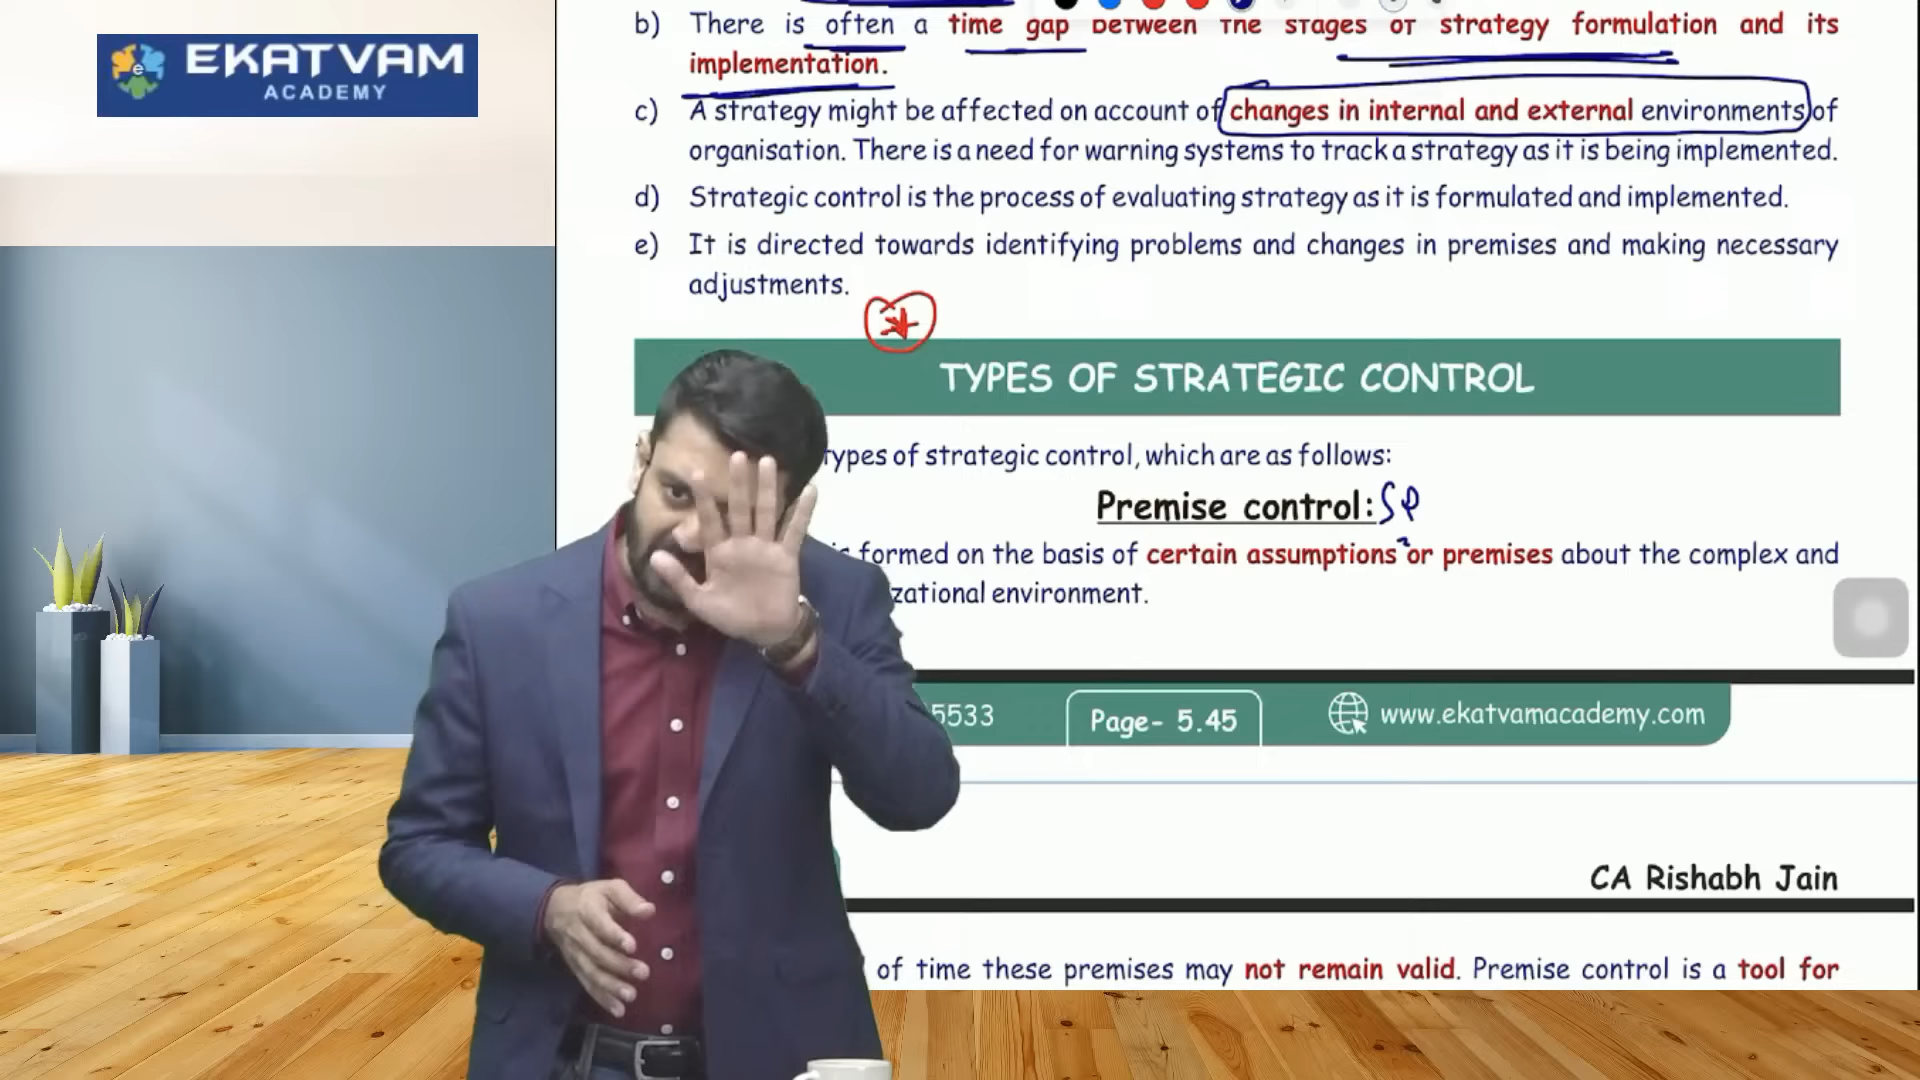 EKATVAM
ACADEMY
b) There is often a time gap between the stages of strategy formulation and its
implementation.
c) A strategy might be affected on account of changes in internal and external environments of
organisation. There is a need for warning systems to track a strategy as it is being implemented.
d) Strategic control is the process of evaluating strategy as it is formulated and implemented.
e) It is directed towards identifying problems and changes in premises and making necessary
adjustments.
TYPES OF STRATEGIC CONTROL
types of strategic control, which are as follows:
Premise control:
formed on the basis of certain assumptions or premises about the complex and
zational environment.
5533
Page- 5.45
www.ekatvamacademy.com
CA Rishabh Jain
of time these premises may not remain valid. Premise control is a tool for